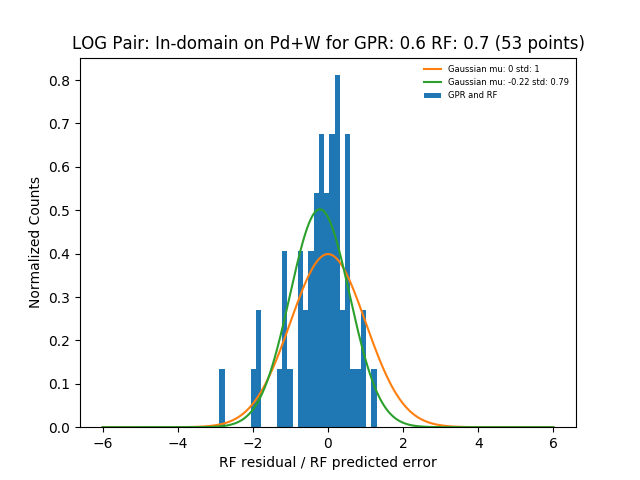 LOG Pair: In-domain on Pd+W for GPR: 0.6 RF: 0.7 (53 points)
Gaussian mu: 0 std: 1
Gaussian mu: -0.22 std: 0.79
GPR and RF
Normalized Counts
0.8
0.7
0.6
0.5
0.4
0.3
0.2
0.1
0.0
−6 −4 −2 0 2 4 6
RF residual / RF predicted error